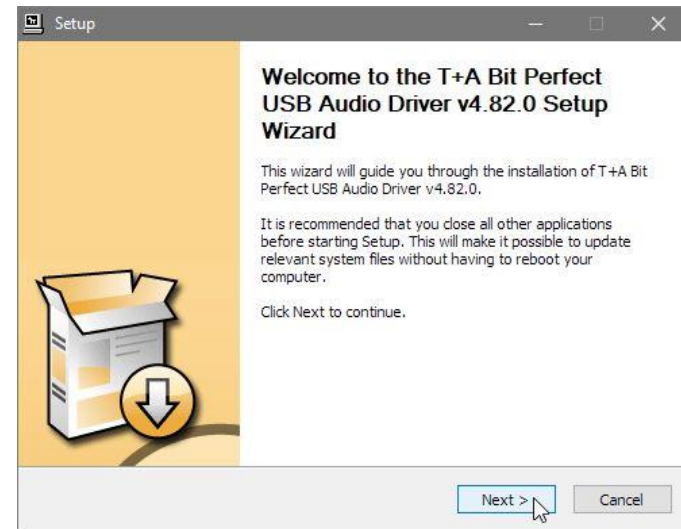 Setup
Welcome to the T+A Bit Perfect
USB Audio Driver v4.82.0 Setup
Wizard
This wizard will guide you through the installation of T+A Bit
Perfect USB Audio Driver v4.82.0.
It is recommended that you close all other applications
before starting Setup. This will make it possible to update
relevant system files without having to reboot your
computer.
Click Next to continue.
Next >
Cancel